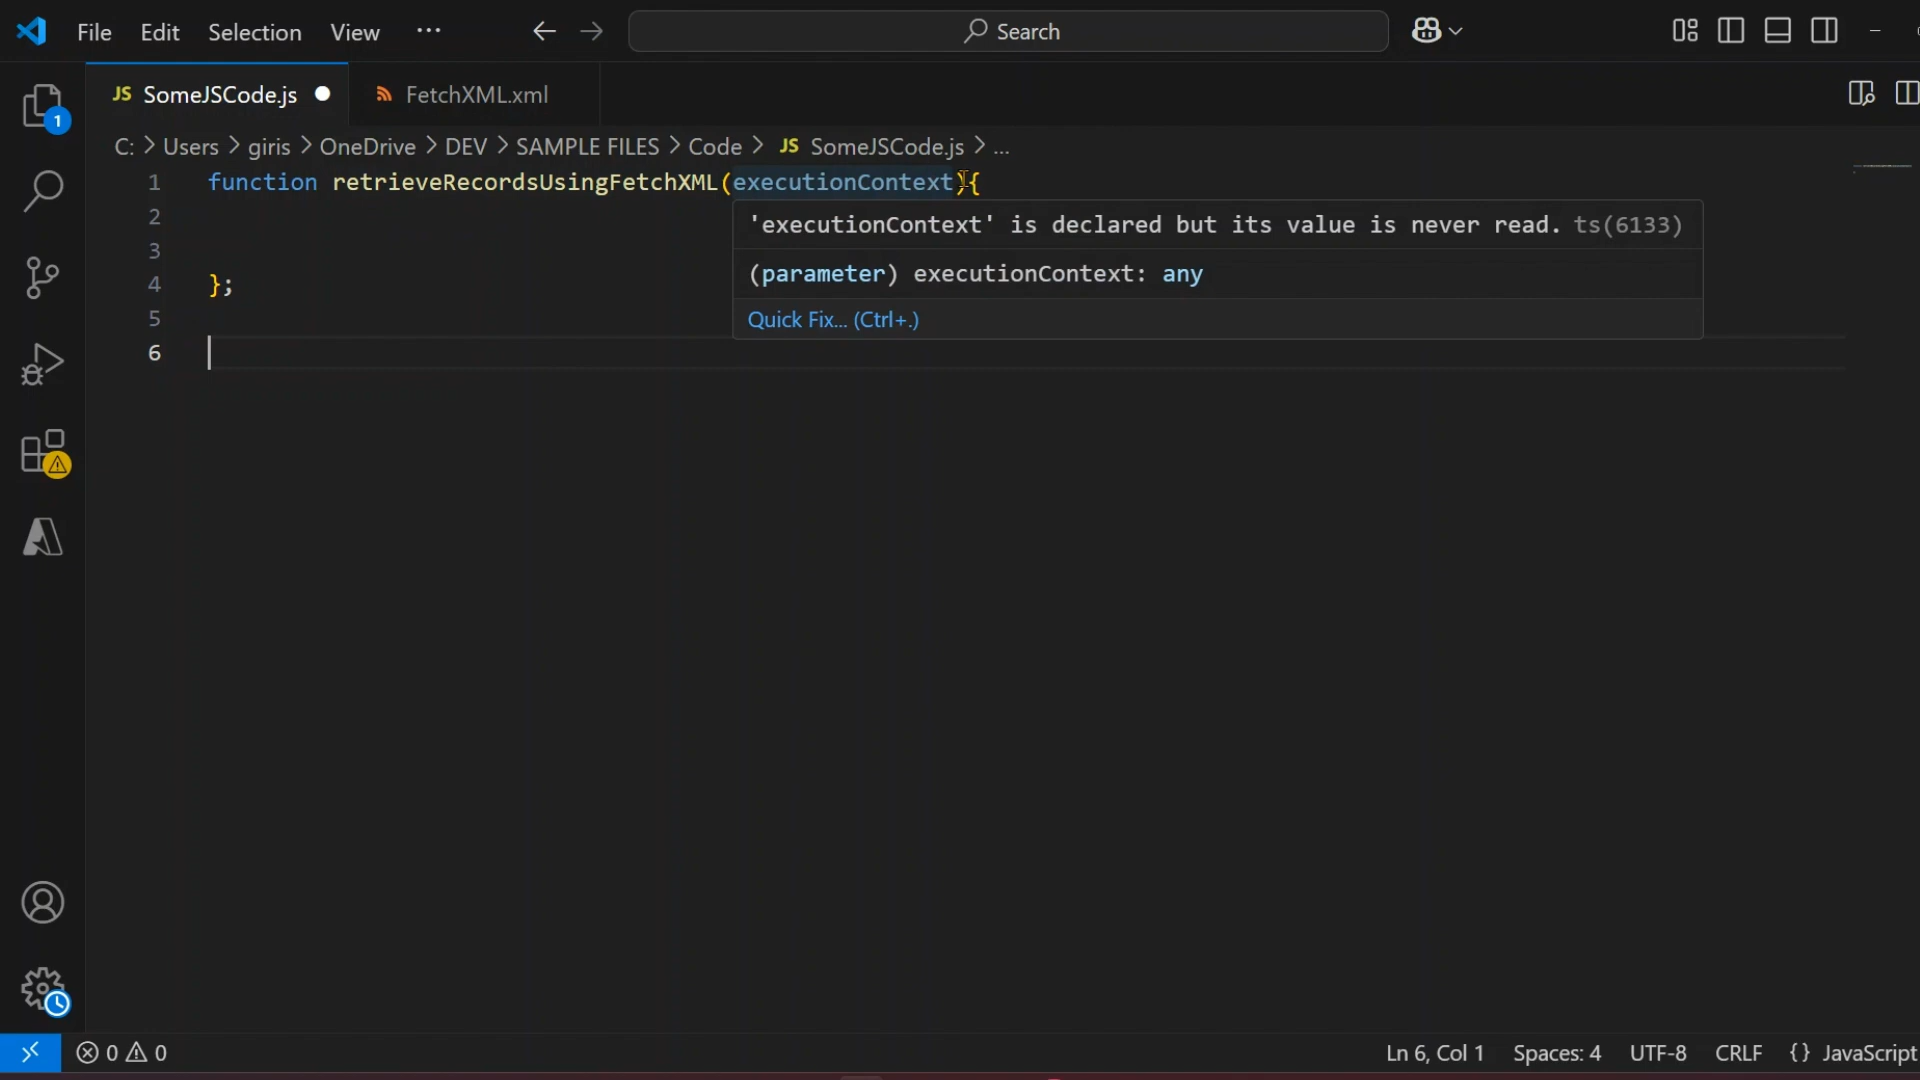 File Edit Selection View ··· Search
JS SomeJSCode.js FetchXML.xml
C: > Users > giris > OneDrive > DEV > SAMPLE FILES > Code > JS SomeJSCode.js > ...
1 function retrieveRecordsUsingFetchXML(executionContext){
2
'executionContext' is declared but its value is never read. ts(6133)
3
(parameter) executionContext: any
4 };
5
Quick Fix... (Ctrl+.)
6
1
0 0 Ln 6, Col 1 Spaces: 4 UTF-8 CRLF {} JavaScript